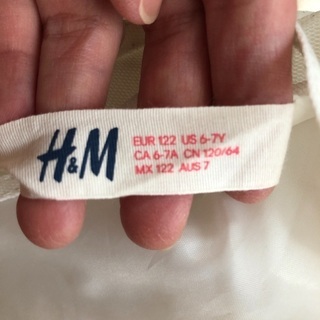 H&M
EUR 122 US 6-7Y
CA 6-7A CN 120/64
MX 122 AUS 7